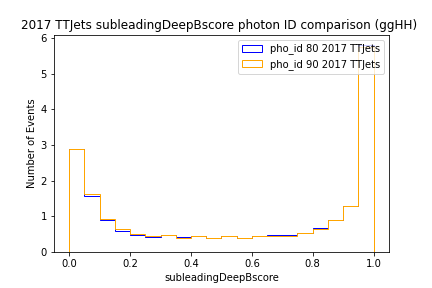 2017 TTJets subleadingDeepBscore photon ID comparison (ggHH)
pho_id 80 2017 TTJets
pho_id 90 2017 TTJets
Number of Events
6
5
4
3
2
1
0
0.0 0.2 0.4 0.6 0.8 1.0
subleadingDeepBscore